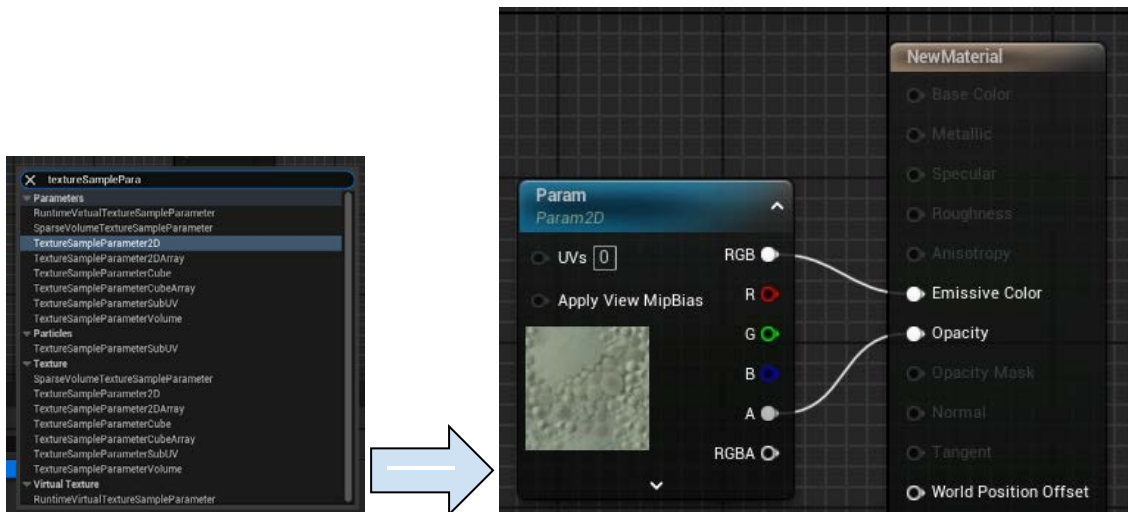 textureSamplePara
Parameters
RuntimeVirtualTextureSampleParameter
SparseVolumeTextureSampleParameter
TextureSampleParameter2D
TextureSampleParameter2DArray
TextureSampleParameterCube
TextureSampleParameterCubeArray
TextureSampleParameterSubUV
TextureSampleParameterVolume
Particles
TextureSampleParameterSubUV
Texture
SparseVolumeTextureSampleParameter
TextureSampleParameter2D
TextureSampleParameter2DArray
TextureSampleParameterCube
TextureSampleParameterCubeArray
TextureSampleParameterSubUV
TextureSampleParameterVolume
Virtual Texture
RuntimeVirtualTextureSampleParameter
Param
Param2D
UVs 0
Apply View MipBias
RGB
R
G
B
A
RGBA
NewMaterial
Base Color
Metallic
Specular
Roughness
Anisotropy
Emissive Color
Opacity
Opacity Mask
Normal
Tangent
World Position Offset